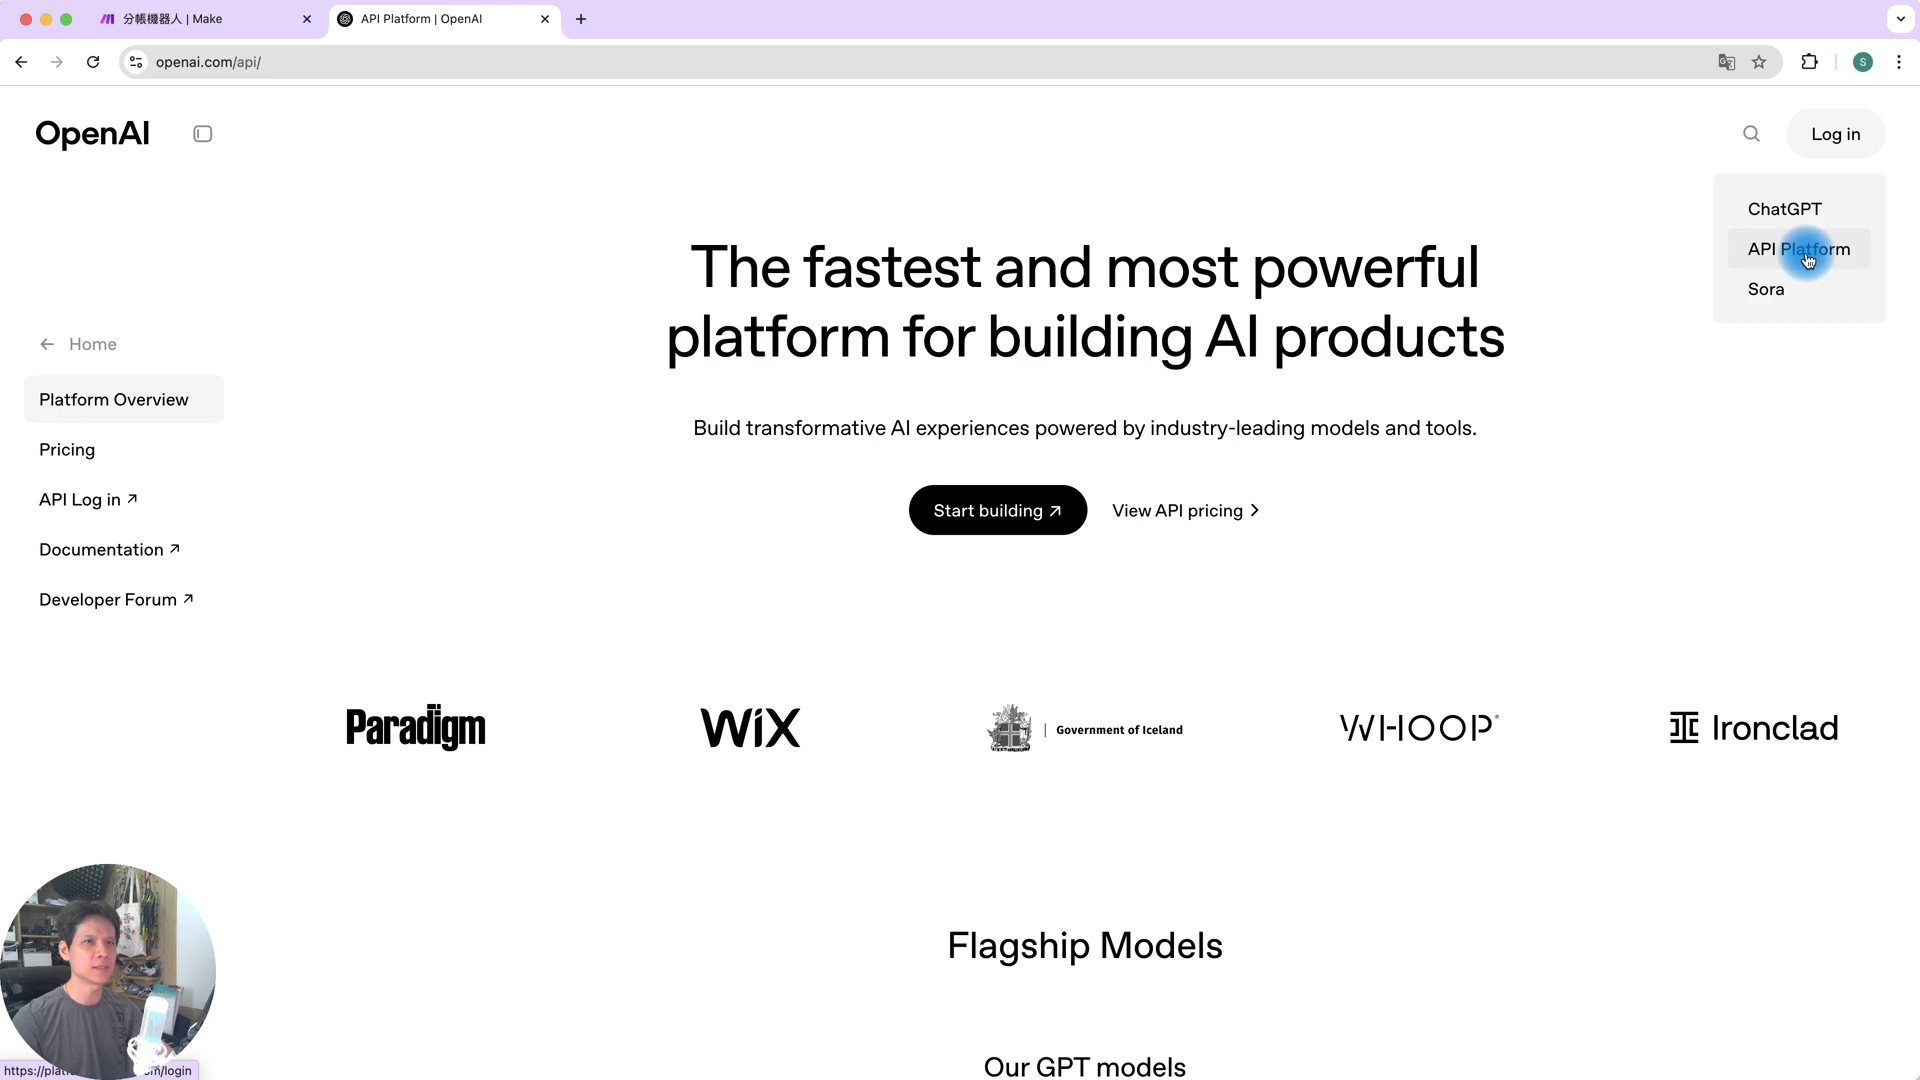 分帳機器人 | Make
API Platform | OpenAI
openai.com/api/
S
OpenAI
Log in
ChatGPT
API Platform
Sora
The fastest and most powerful
platform for building AI products
Build transformative AI experiences powered by industry-leading models and tools.
Start building ↗
View API pricing >
← Home
Platform Overview
Pricing
API Log in ↗
Documentation ↗
Developer Forum ↗
Paradigm
WiX
Government of Iceland
WHOOP
Ironclad
Flagship Models
Our GPT models